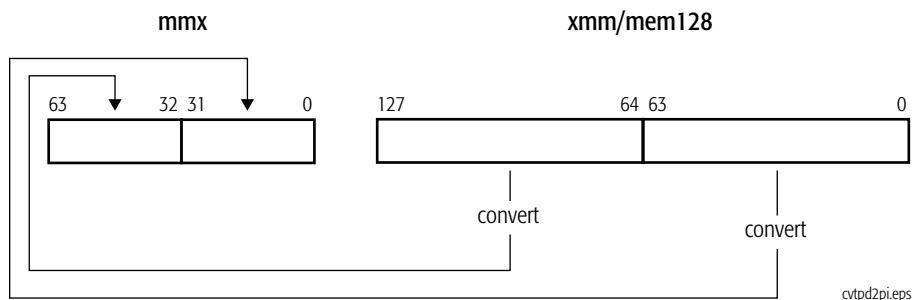 mmx xmm/mem128
63 32 31 0 127 64 63 0
convert
convert
cvtpd2pi.eps